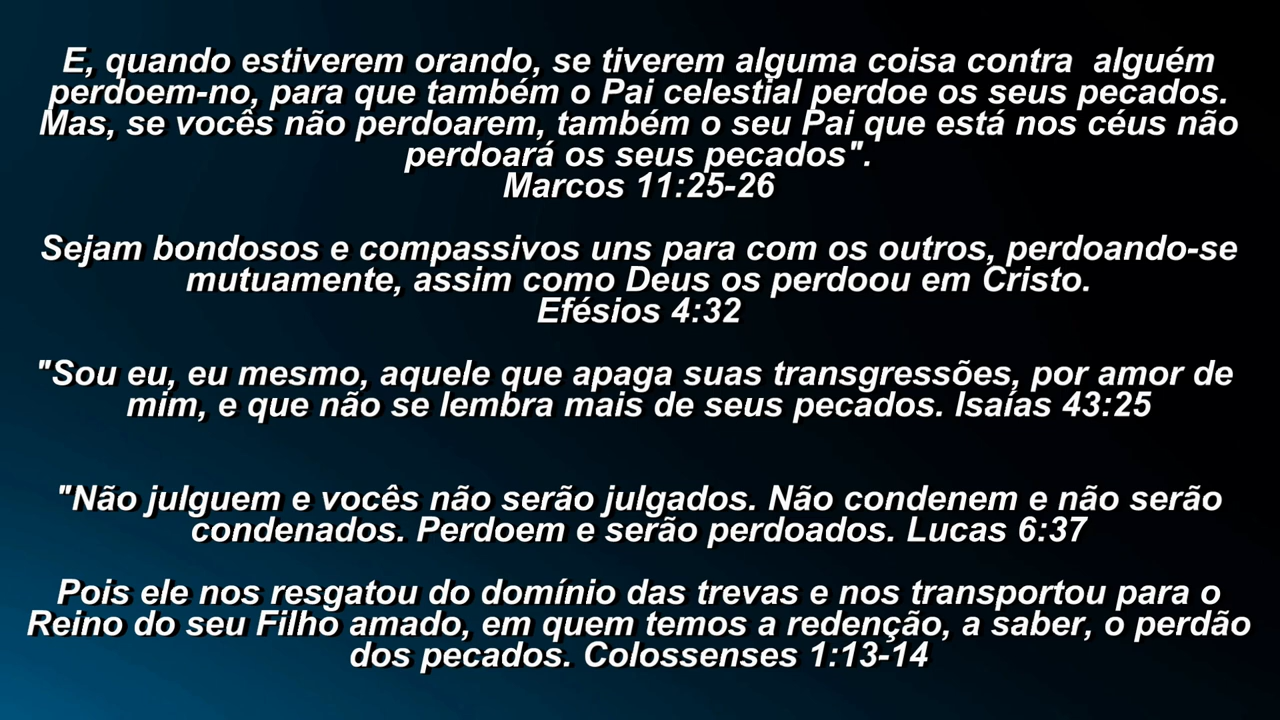 E, quando estiverem orando, se tiverem alguma coisa contra  alguém
perdoem-no, para que também o Pai celestial perdoe os seus pecados.
Mas, se vocês não perdoarem, também o seu Pai que está nos céus não
perdoará os seus pecados".
Marcos 11:25-26
Sejam bondosos e compassivos uns para com os outros, perdoando-se
mutuamente, assim como Deus os perdoou em Cristo.
Efésios 4:32
"Sou eu, eu mesmo, aquele que apaga suas transgressões, por amor de
mim, e que não se lembra mais de seus pecados. Isaías 43:25
"Não julguem e vocês não serão julgados. Não condenem e não serão
condenados. Perdoem e serão perdoados. Lucas 6:37
Pois ele nos resgatou do domínio das trevas e nos transportou para o
Reino do seu Filho amado, em quem temos a redenção, a saber, o perdão
dos pecados. Colossenses 1:13-14